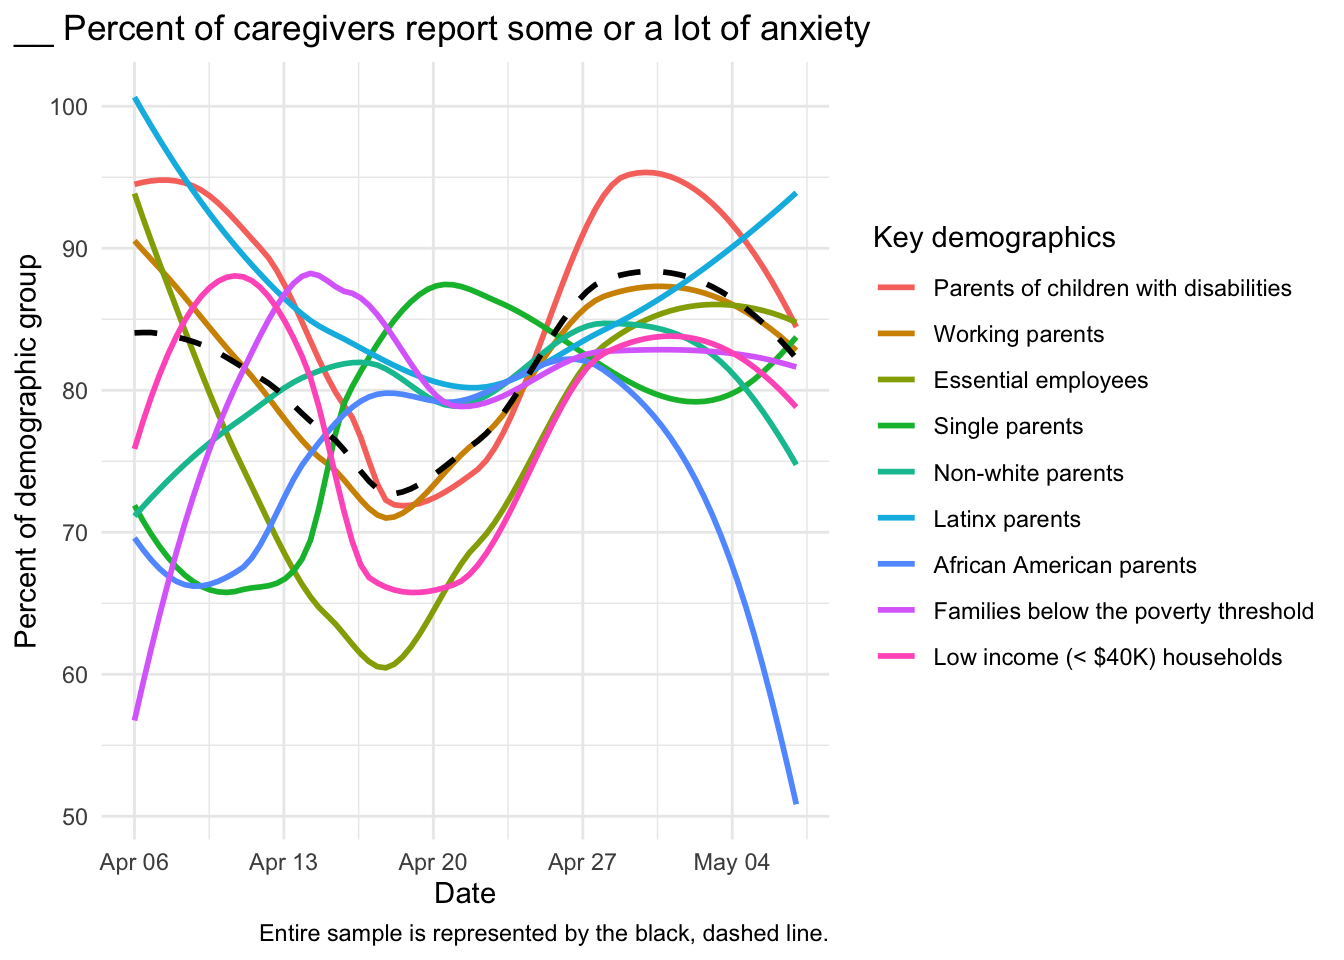 __ Percent of caregivers report some or a lot of anxiety
Percent of demographic group
100
90
80
70
60
50
Apr 06 Apr 13 Apr 20 Apr 27 May 04
Date
Entire sample is represented by the black, dashed line.
Key demographics
Parents of children with disabilities
Working parents
Essential employees
Single parents
Non-white parents
Latinx parents
African American parents
Families below the poverty threshold
Low income (< $40K) households